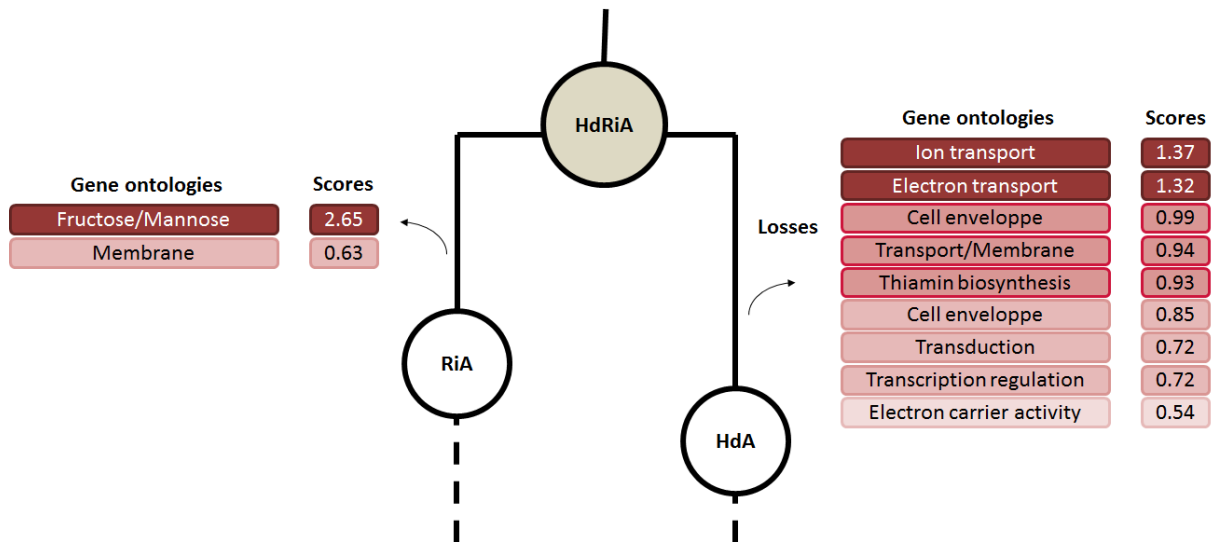 HdRiA
Gene ontologies Scores
Fructose/Mannose 2.65
Membrane 0.63
RiA
Losses
Gene ontologies Scores
Ion transport 1.37
Electron transport 1.32
Cell enveloppe 0.99
Transport/Membrane 0.94
Thiamin biosynthesis 0.93
Cell enveloppe 0.85
Transduction 0.72
Transcription regulation 0.72
Electron carrier activity 0.54
HdA